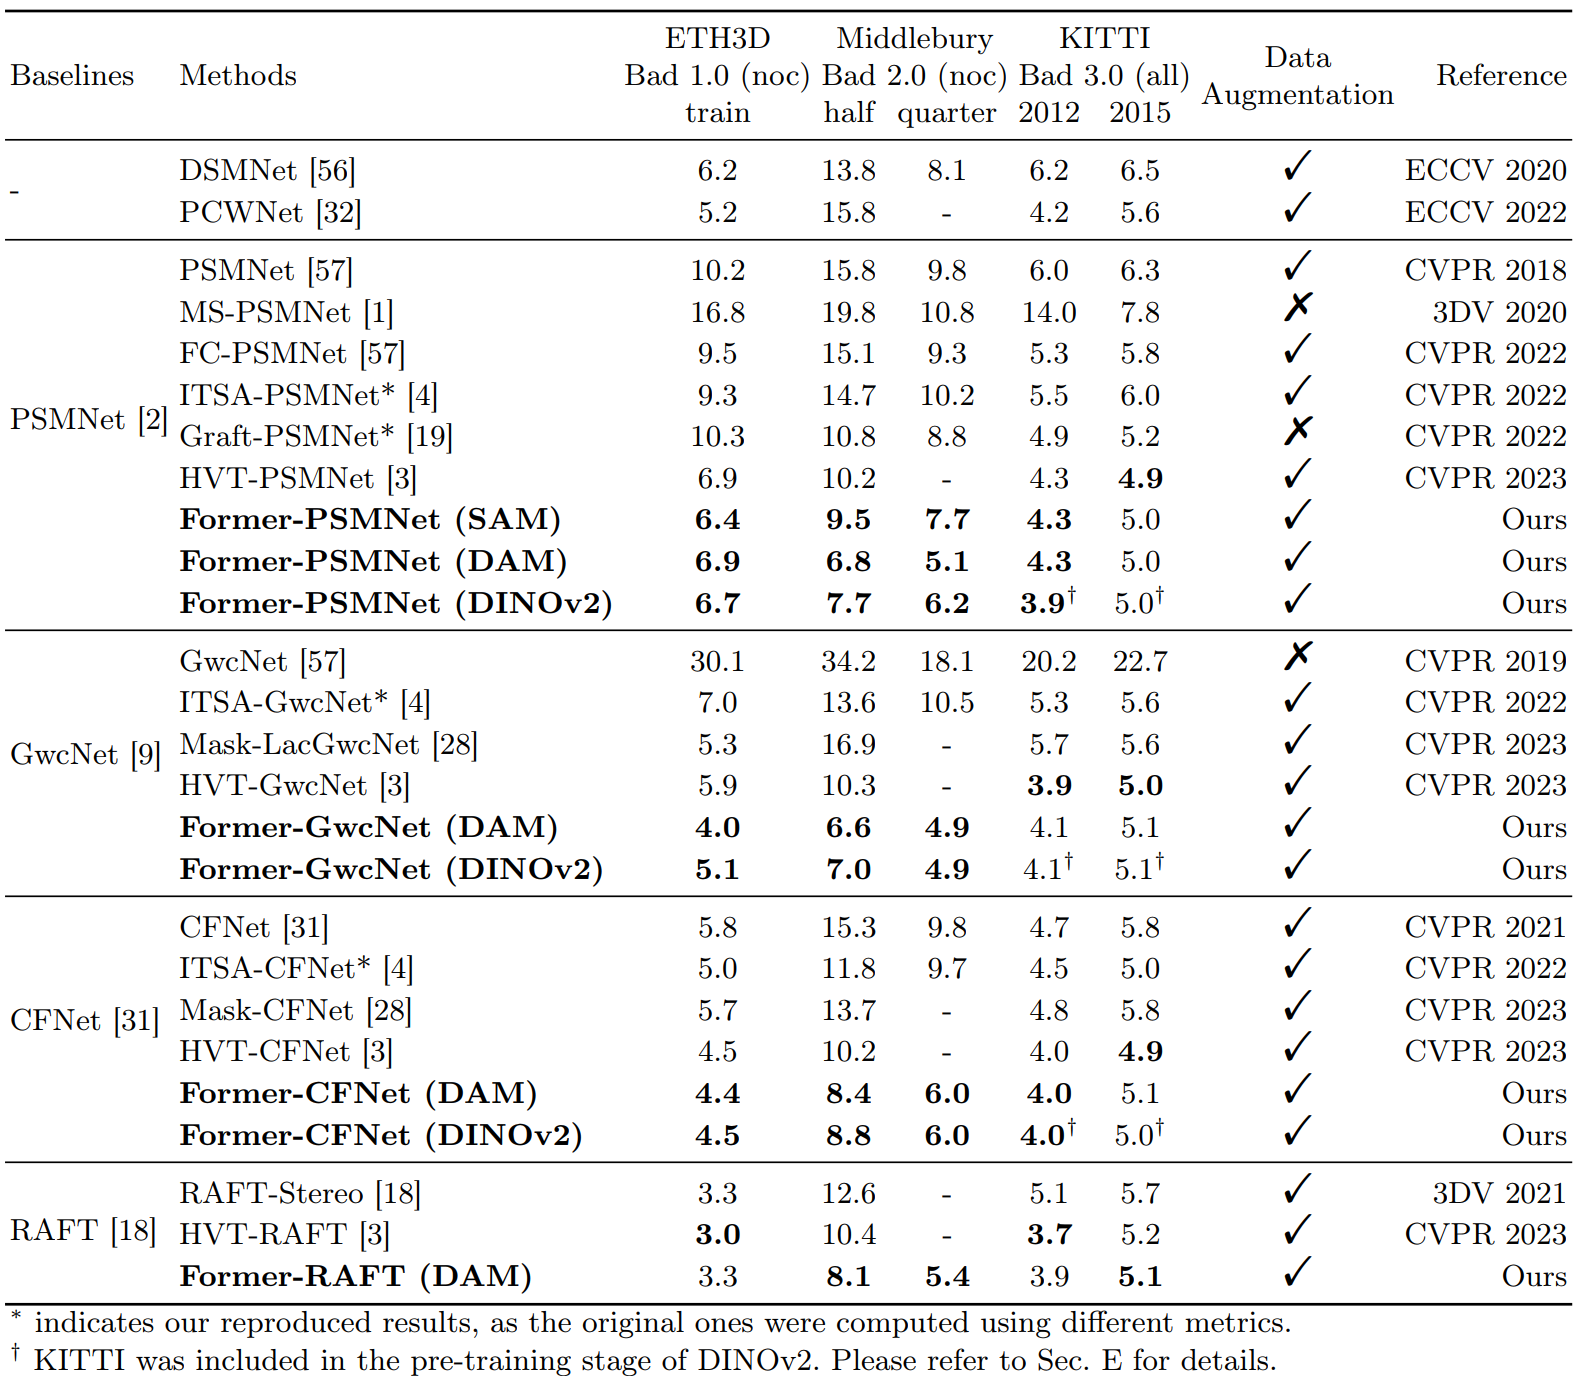 Baselines Methods ETH3D Middlebury KITTI Data Augmentation Reference
Bad 1.0 (noc) Bad 2.0 (noc) Bad 3.0 (all)
train half quarter 2012 2015
- DSMNet [56] 6.2 13.8 8.1 6.2 6.5 ✓ ECCV 2020
PCWNet [32] 5.2 15.8 - 4.2 5.6 ✓ ECCV 2022
PSMNet [2]
PSMNet [57] 10.2 15.8 9.8 6.0 6.3 ✓ CVPR 2018
MS-PSMNet [1] 16.8 19.8 10.8 14.0 7.8 ✗ 3DV 2020
FC-PSMNet [57] 9.5 15.1 9.3 5.3 5.8 ✓ CVPR 2022
ITSA-PSMNet* [4] 9.3 14.7 10.2 5.5 6.0 ✓ CVPR 2022
Graft-PSMNet* [19] 10.3 10.8 8.8 4.9 5.2 ✗ CVPR 2022
HVT-PSMNet [3] 6.9 10.2 - 4.3 4.9 ✓ CVPR 2023
Former-PSMNet (SAM) 6.4 9.5 7.7 4.3 5.0 ✓ Ours
Former-PSMNet (DAM) 6.9 6.8 5.1 4.3 5.0 ✓ Ours
Former-PSMNet (DINOv2) 6.7 7.7 6.2 3.9† 5.0† ✓ Ours
GwcNet [9]
GwcNet [57] 30.1 34.2 18.1 20.2 22.7 ✗ CVPR 2019
ITSA-GwcNet* [4] 7.0 13.6 10.5 5.3 5.6 ✓ CVPR 2022
Mask-LacGwcNet [28] 5.3 16.9 - 5.7 5.6 ✓ CVPR 2023
HVT-GwcNet [3] 5.9 10.3 - 3.9 5.0 ✓ CVPR 2023
Former-GwcNet (DAM) 4.0 6.6 4.9 4.1 5.1 ✓ Ours
Former-GwcNet (DINOv2) 5.1 7.0 4.9 4.1† 5.1† ✓ Ours
CFNet [31]
CFNet [31] 5.8 15.3 9.8 4.7 5.8 ✓ CVPR 2021
ITSA-CFNet* [4] 5.0 11.8 9.7 4.5 5.0 ✓ CVPR 2022
Mask-CFNet [28] 5.7 13.7 - 4.8 5.8 ✓ CVPR 2023
HVT-CFNet [3] 4.5 10.2 - 4.0 4.9 ✓ CVPR 2023
Former-CFNet (DAM) 4.4 8.4 6.0 4.0 5.1 ✓ Ours
Former-CFNet (DINOv2) 4.5 8.8 6.0 4.0† 5.0† ✓ Ours
RAFT [18]
RAFT-Stereo [18] 3.3 12.6 - 5.1 5.7 ✓ 3DV 2021
HVT-RAFT [3] 3.0 10.4 - 3.7 5.2 ✓ CVPR 2023
Former-RAFT (DAM) 3.3 8.1 5.4 3.9 5.1 ✓ Ours
* indicates our reproduced results, as the original ones were computed using different metrics.
† KITTI was included in the pre-training stage of DINOv2. Please refer to Sec. E for details.